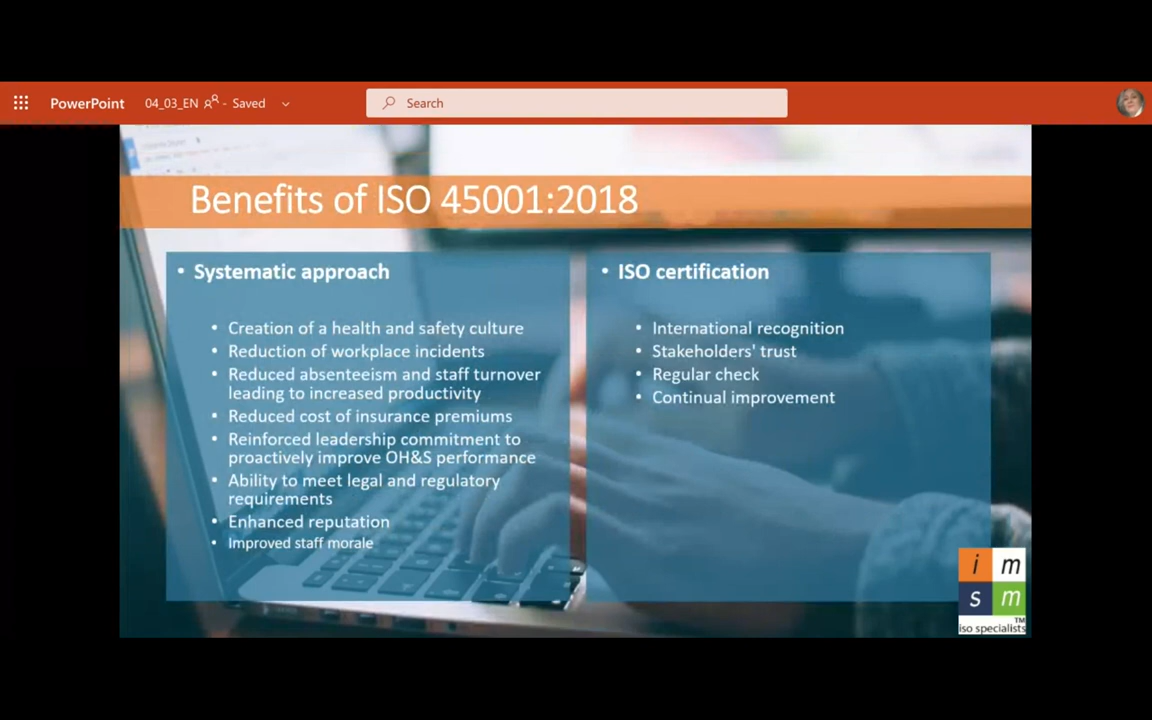 PowerPoint
04_03_EN - Saved
Search
Benefits of ISO 45001:2018
• Systematic approach
• Creation of a health and safety culture
• Reduction of workplace incidents
• Reduced absenteeism and staff turnover
leading to increased productivity
• Reduced cost of insurance premiums
• Reinforced leadership commitment to
proactively improve OH&S performance
• Ability to meet legal and regulatory
requirements
• Enhanced reputation
• Improved staff morale
• ISO certification
• International recognition
• Stakeholders' trust
• Regular check
• Continual improvement
i m
s m
TM
iso specialists